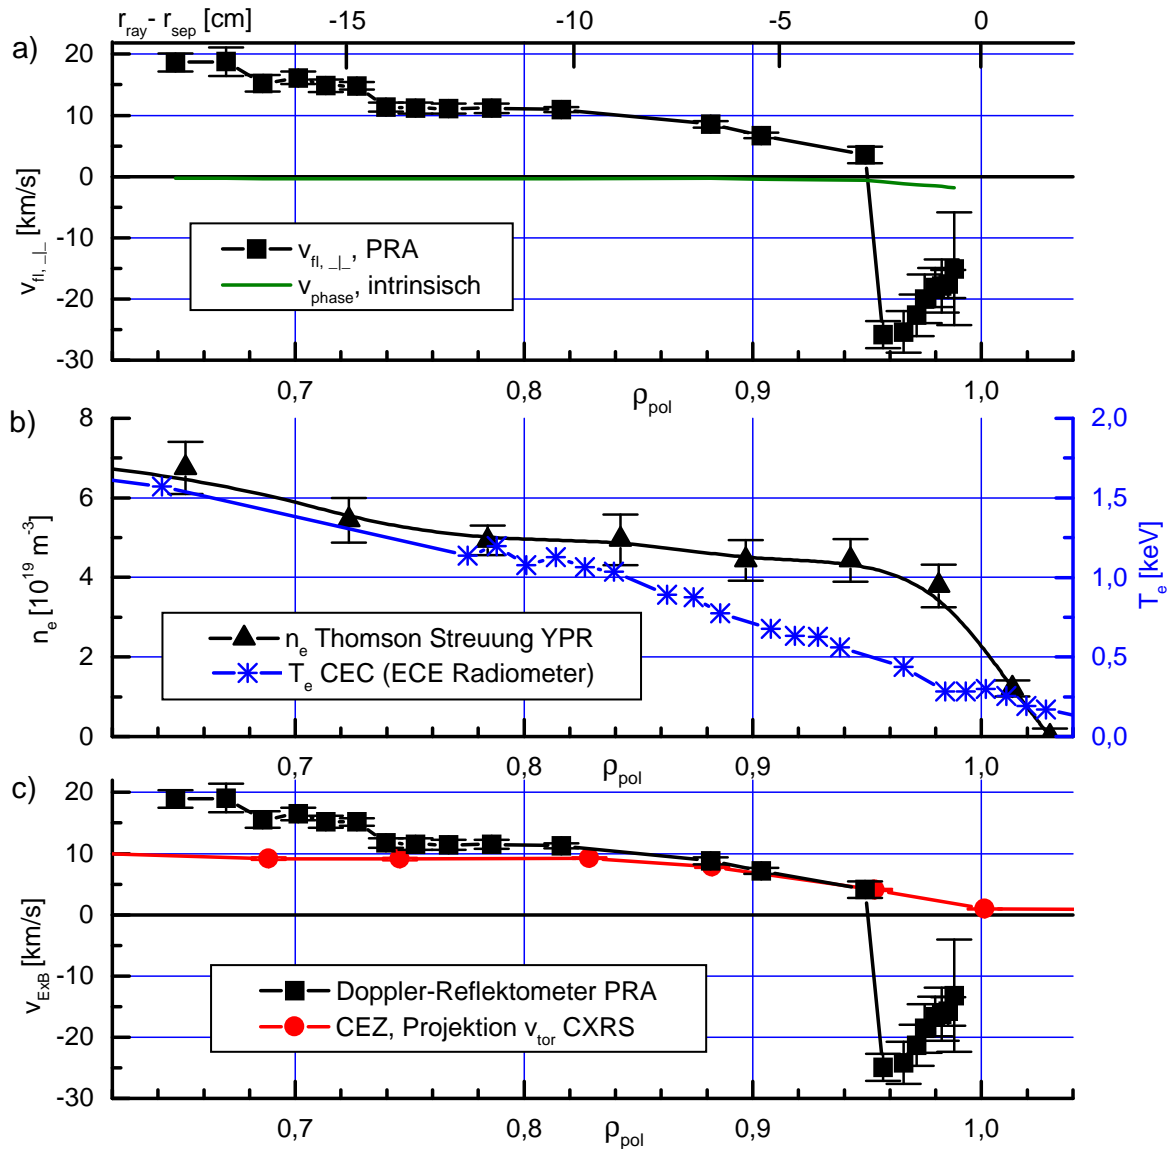 r_ray - r_sep [cm] -15 -10 -5 0
a)
20
10
0
-10
-20
-30
v_fl, _|_ [km/s]
v_fl, _|_, PRA
v_phase, intrinsisch
0,7 0,8 0,9 1,0
ρ_pol
b)
8
6
4
2
0
n_e [10^19 m^-3]
2,0
1,5
1,0
0,5
0,0
T_e [keV]
n_e Thomson Streuung YPR
T_e CEC (ECE Radiometer)
0,7 0,8 0,9 1,0
ρ_pol
c)
20
10
0
-10
-20
-30
v_ExB [km/s]
Doppler-Reflektometer PRA
CEZ, Projektion v_tor CXRS
0,7 0,8 0,9 1,0
ρ_pol